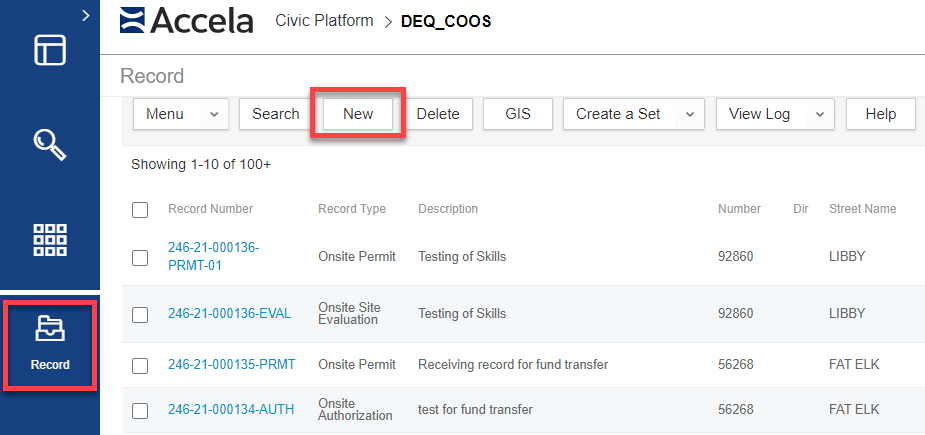 Accela Civic Platform > DEQ_COOS
Record
Menu Search New Delete GIS Create a Set View Log Help
Showing 1-10 of 100+
Record Number Record Type Description Number Dir Street Name
246-21-000136-
PRMT-01 Onsite Permit Testing of Skills 92860 LIBBY
246-21-000136-EVAL Onsite Site
Evaluation Testing of Skills 92860 LIBBY
Record
246-21-000135-PRMT Onsite Permit Receiving record for fund transfer 56268 FAT ELK
246-21-000134-AUTH Onsite
Authorization test for fund transfer 56268 FAT ELK